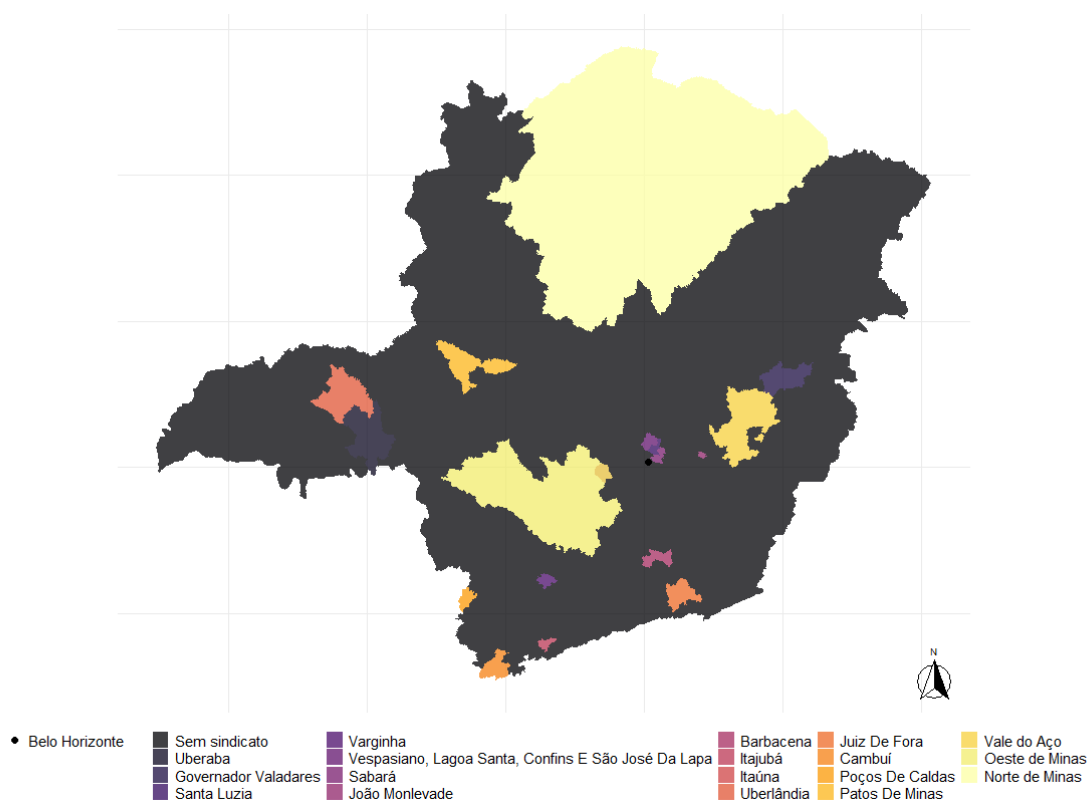 N
Belo Horizonte
Sem sindicato
Uberaba
Governador Valadares
Santa Luzia
Varginha
Vespasiano, Lagoa Santa, Confins E São José Da Lapa
Sabará
João Monlevade
Barbacena
Itajubá
Itaúna
Uberlândia
Juiz De Fora
Cambuí
Poços De Caldas
Patos De Minas
Vale do Aço
Oeste de Minas
Norte de Minas